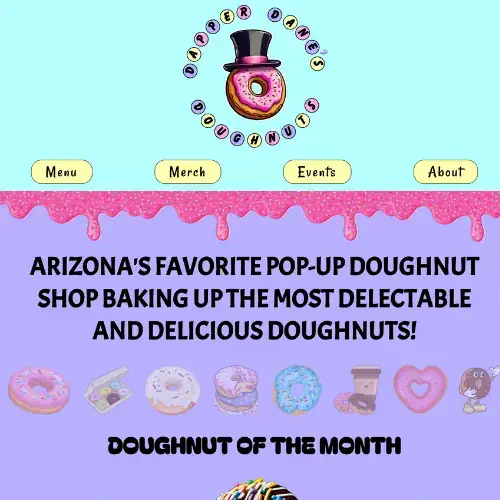 DAPPER DANE'S
DOUGHNUTS
Menu Merch Events About
ARIZONA'S FAVORITE POP-UP DOUGHNUT
SHOP BAKING UP THE MOST DELECTABLE
AND DELICIOUS DOUGHNUTS!
DOUGHNUT OF THE MONTH